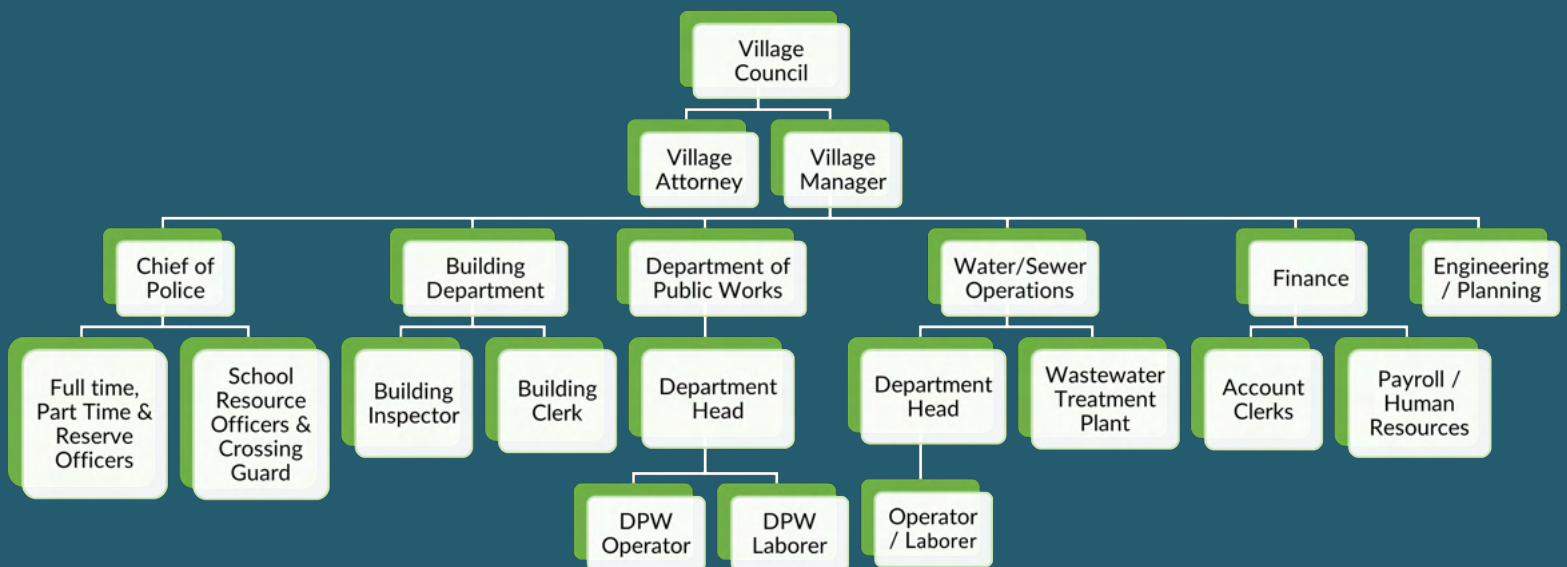 Village
Council
Village
Attorney
Village
Manager
Chief of
Police
Building
Department
Department of
Public Works
Water/Sewer
Operations
Finance
Engineering
/ Planning
Full time,
Part Time &
Reserve
Officers
School
Resource
Officers &
Crossing
Guard
Building
Inspector
Building
Clerk
Department
Head
Department
Head
Wastewater
Treatment
Plant
Account
Clerks
Payroll /
Human
Resources
DPW
Operator
DPW
Laborer
Operator
/ Laborer